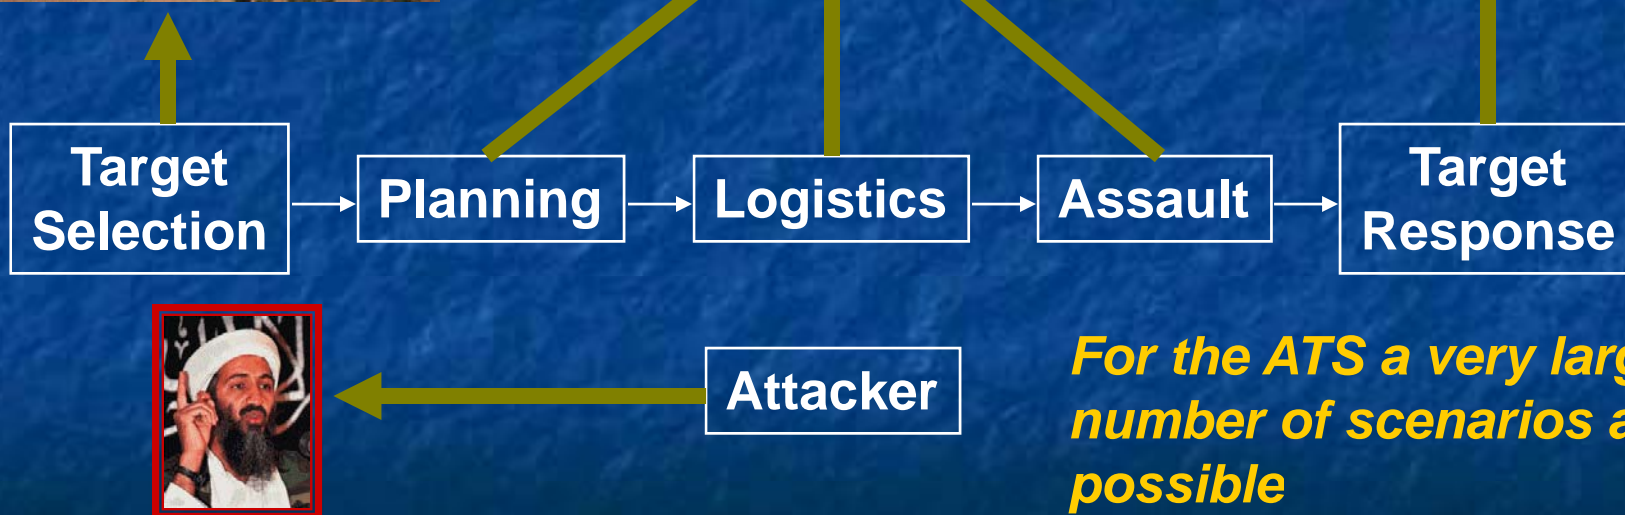 Target
Selection
Planning
Logistics
Assault
Target
Response
Attacker
For the ATS a very larg
number of scenarios a
possible